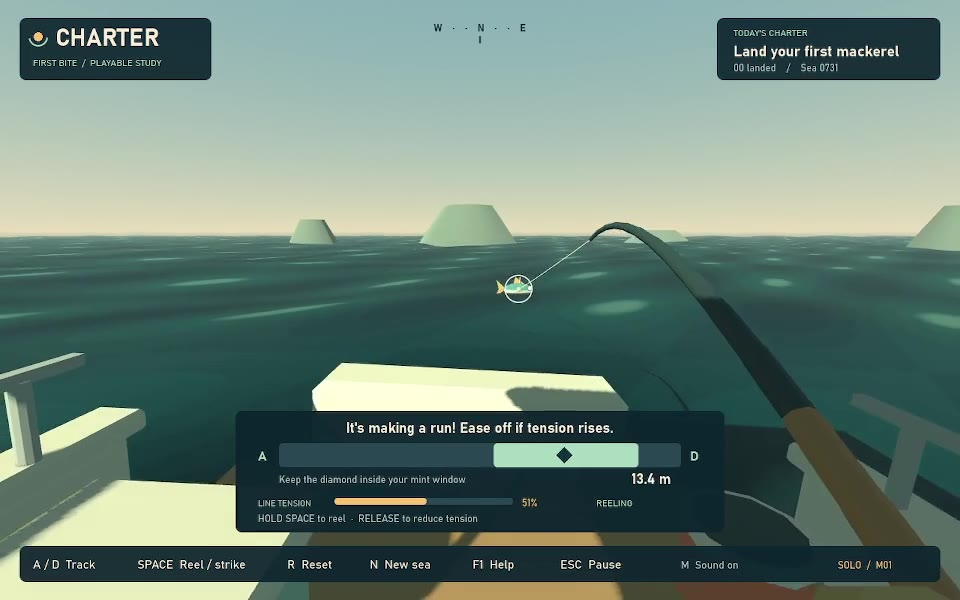 CHARTER
FIRST BITE / PLAYABLE STUDY
W · · N · · E
TODAY'S CHARTER
Land your first mackerel
00 landed / Sea 0731
It's making a run! Ease off if tension rises.
A D
Keep the diamond inside your mint window
13.4 m
LINE TENSION 51% REELING
HOLD SPACE to reel · RELEASE to reduce tension
A / D Track SPACE Reel / strike R Reset N New sea F1 Help ESC Pause M Sound on SOLO / M01